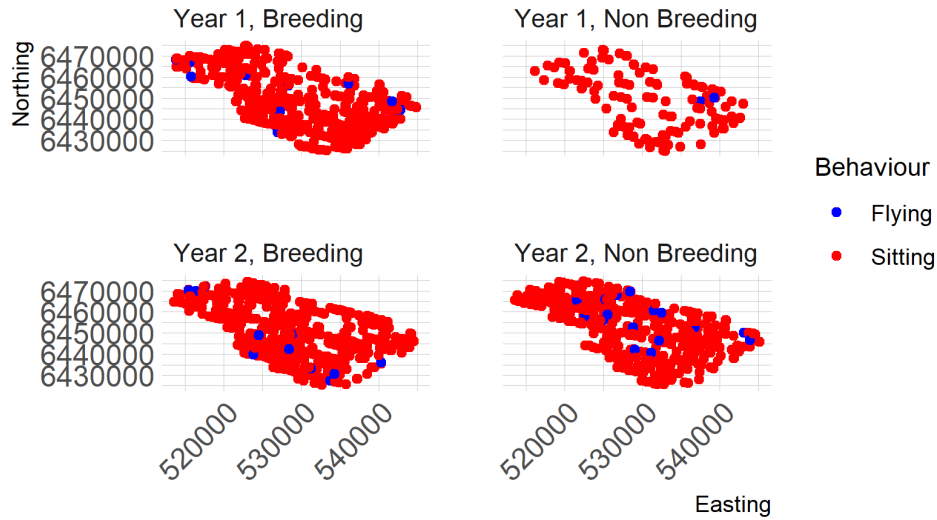 Year 1, Breeding
Year 1, Non Breeding
Northing
6470000
6460000
6450000
6440000
6430000
Behaviour
Flying
Sitting
Year 2, Breeding
Year 2, Non Breeding
6470000
6460000
6450000
6440000
6430000
520000
530000
540000
520000
530000
540000
Easting